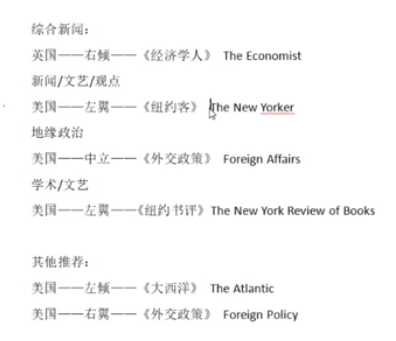 综合新闻：
英国——右倾——《经济学人》 The Economist
新闻/文艺/观点
美国——左翼——《纽约客》 The New Yorker
地缘政治
美国——中立——《外交政策》 Foreign Affairs
学术/文艺
美国——左翼——《纽约书评》The New York Review of Books
其他推荐：
美国——左倾——《大西洋》 The Atlantic
美国——右翼——《外交政策》 Foreign Policy